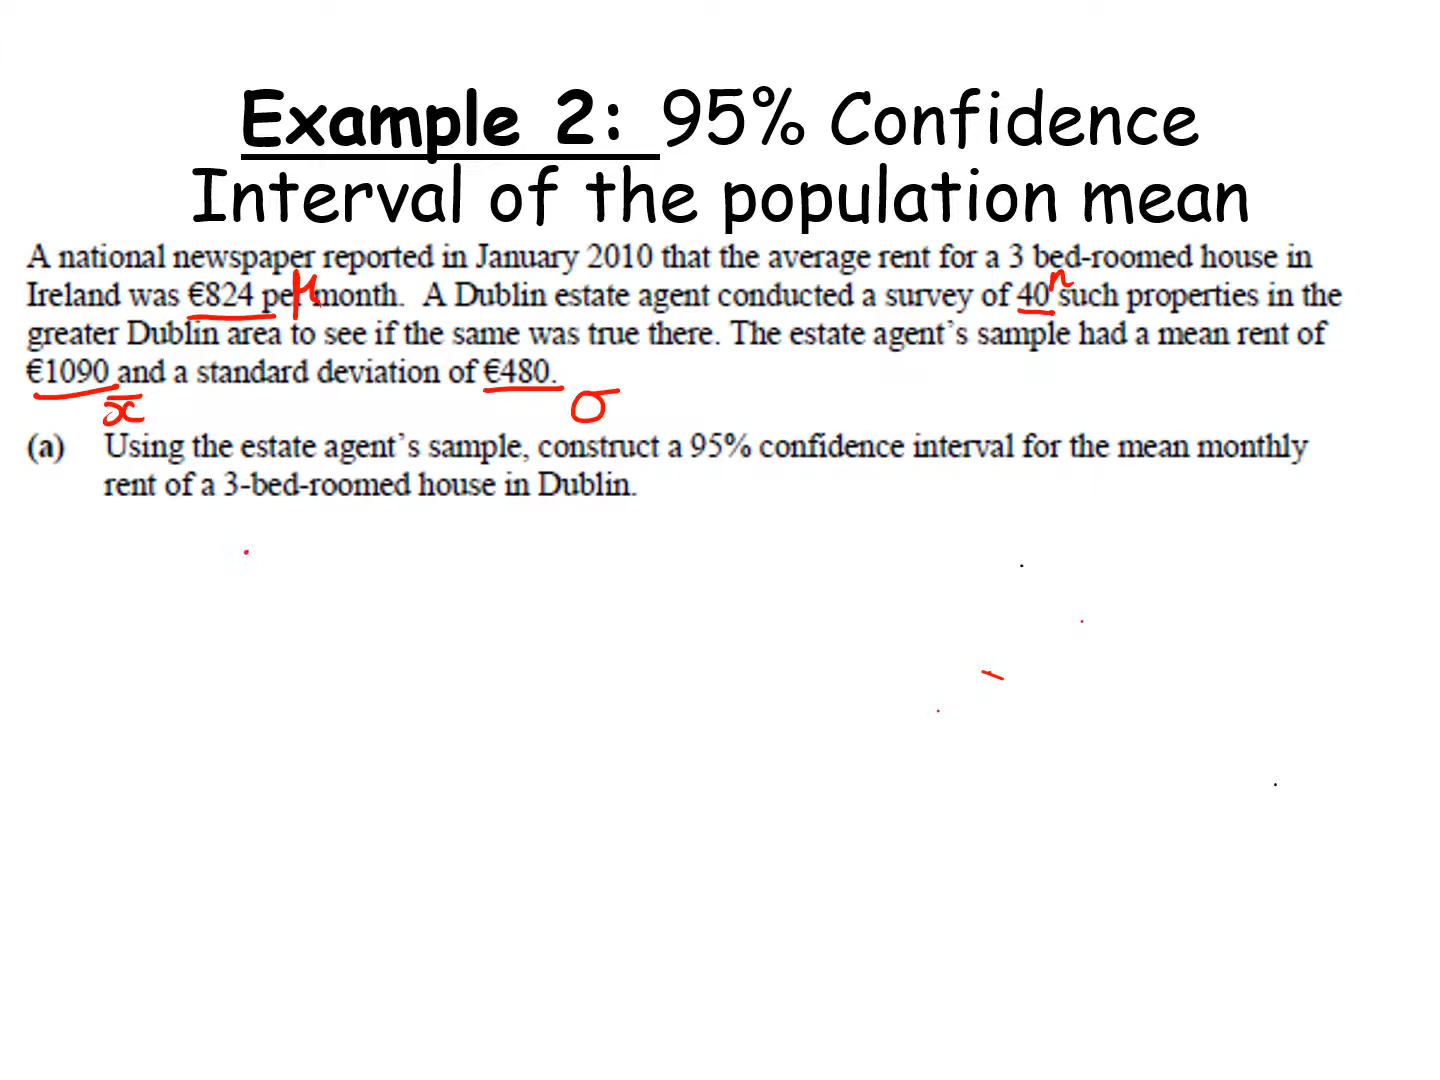 Example 2: 95% Confidence
Interval of the population mean
A national newspaper reported in January 2010 that the average rent for a 3 bed-roomed house in
Ireland was €824 per month. A Dublin estate agent conducted a survey of 40 such properties in the
μ
n
greater Dublin area to see if the same was true there. The estate agent's sample had a mean rent of
€1090 and a standard deviation of €480.
x̄
σ
(a) Using the estate agent's sample, construct a 95% confidence interval for the mean monthly
rent of a 3-bed-roomed house in Dublin.